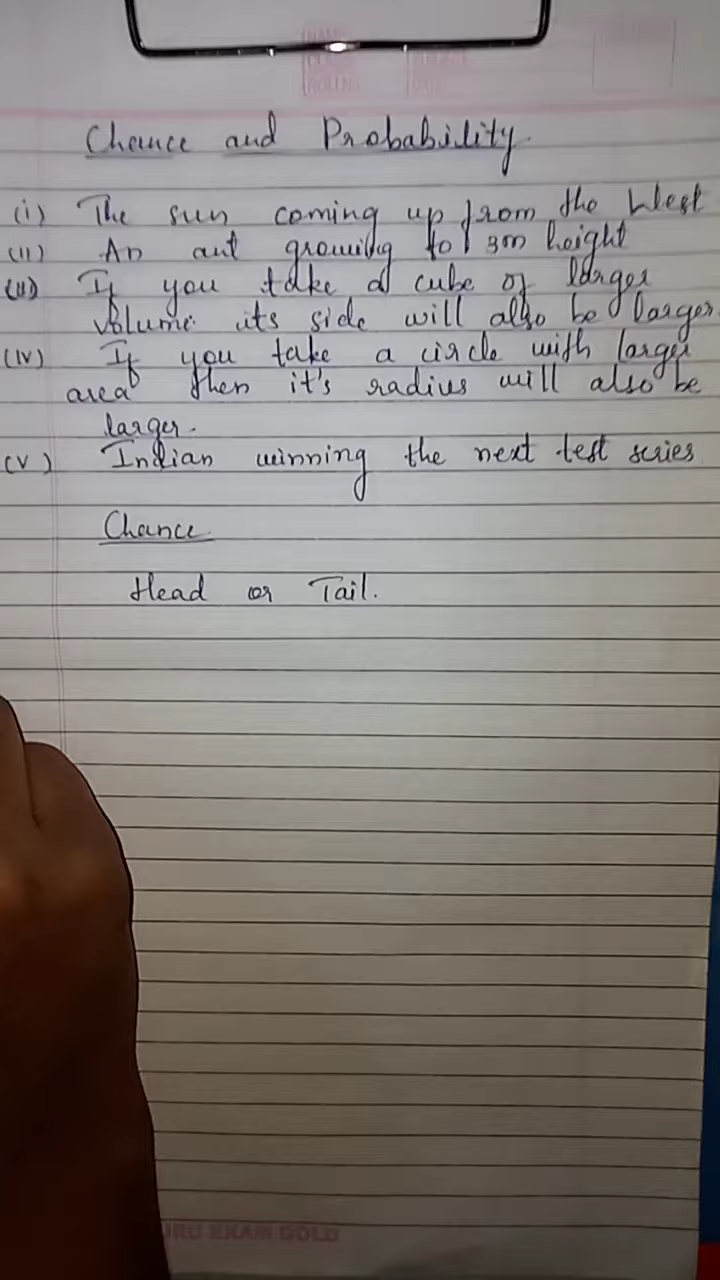 Chance and Probability
(i) The sun coming up from the West
(ii) An ant growing to 3m height
(iii) If you take a cube of larger
volume its side will also be larger.
(iv) If you take a circle with larger
area then it's radius will also be
larger.
(v) Indian winning the next test series
Chance
Head or Tail.